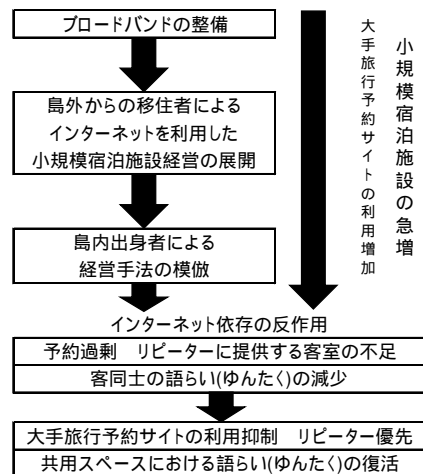 ブロードバンドの整備
島外からの移住者による
インターネットを利用した
小規模宿泊施設経営の展開
島内出身者による
経営手法の模倣
小規模宿泊施設の急増
大手旅行予約サイトの利用増加
インターネット依存の反作用
予約過剰　リピーターに提供する客室の不足
客同士の語らい(ゆんたく)の減少
大手旅行予約サイトの利用抑制　リピーター優先
共用スペースにおける語らい(ゆんたく)の復活